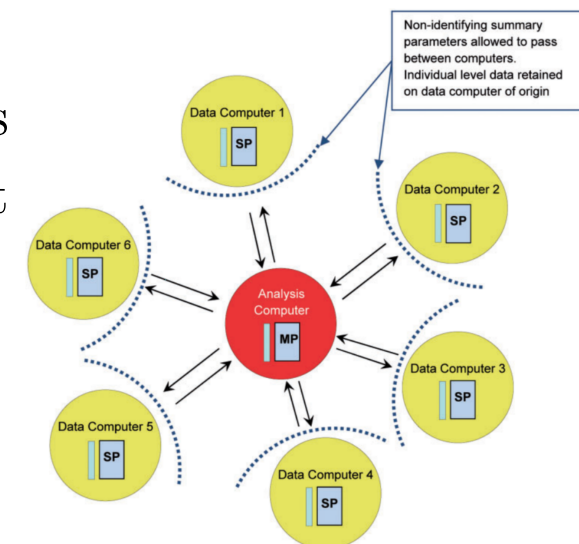 Non-identifying summary
parameters allowed to pass
between computers.
Individual level data retained
on data computer of origin
s
Data Computer 1
SP
Data Computer 2
SP
Data Computer 6
SP
Analysis
Computer
MP
Data Computer 3
SP
Data Computer 5
SP
Data Computer 4
SP